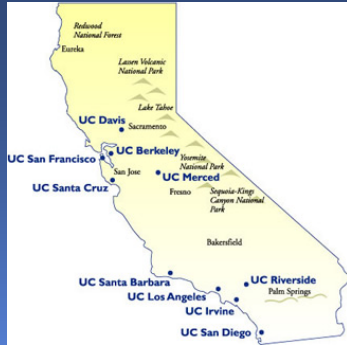 Redwood
National Forest
Eureka
Lassen Volcanic
National Park
Lake Tahoe
UC Davis
Sacramento
UC Berkeley
UC San Francisco
Yosemite
National Park
San Jose
UC Merced
UC Santa Cruz
Fresno
Sequoia-Kings
Canyon National
Park
Bakersfield
UC Santa Barbara
UC Riverside
UC Los Angeles
Palm Springs
UC Irvine
UC San Diego